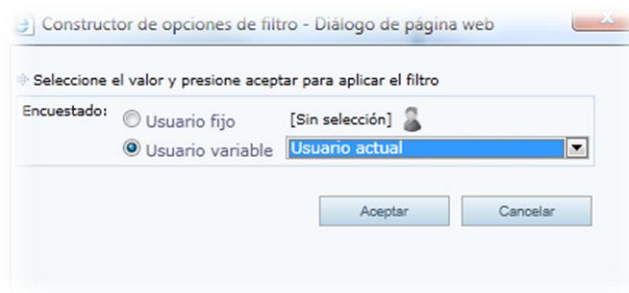 Constructor de opciones de filtro - Diálogo de página web
Seleccione el valor y presione aceptar para aplicar el filtro
Encuestado: Usuario fijo [Sin selección]
Usuario variable Usuario actual
Aceptar Cancelar